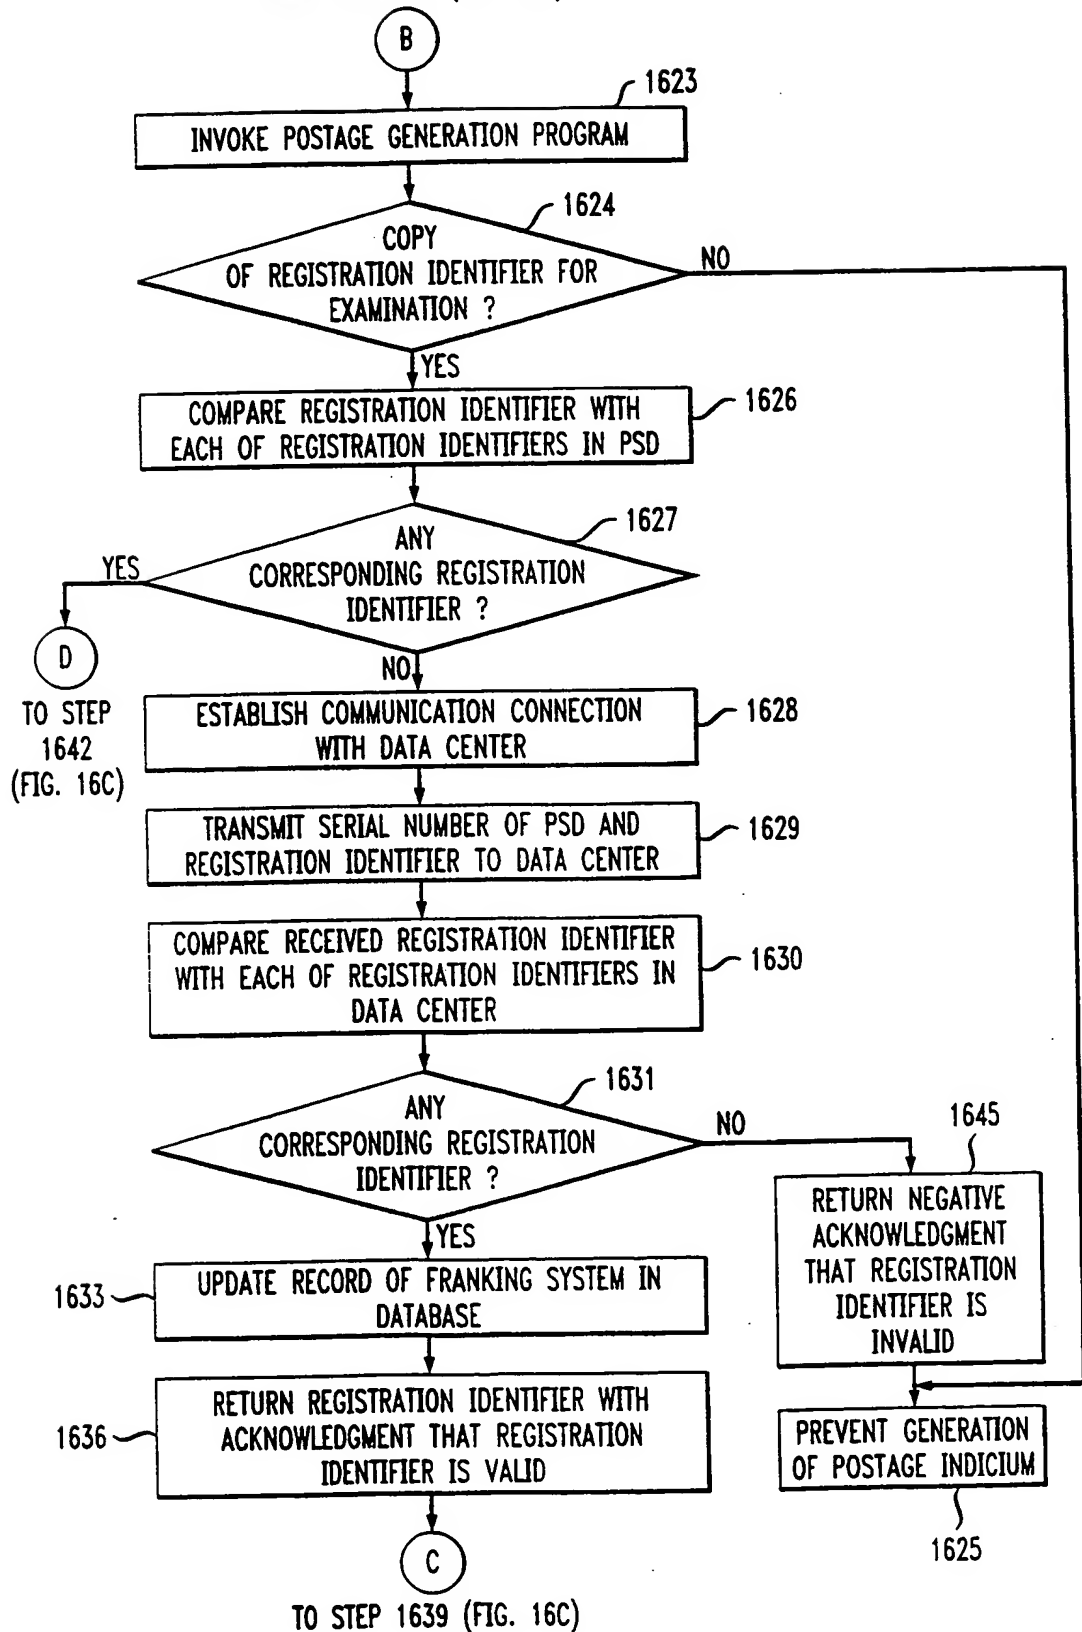 B
1623
INVOKE POSTAGE GENERATION PROGRAM
1624
COPY
OF REGISTRATION IDENTIFIER FOR
EXAMINATION ?
NO
YES
1626
COMPARE REGISTRATION IDENTIFIER WITH
EACH OF REGISTRATION IDENTIFIERS IN PSD
1627
ANY
CORRESPONDING REGISTRATION
IDENTIFIER ?
YES
D
TO STEP
1642
(FIG. 16C)
NO
1628
ESTABLISH COMMUNICATION CONNECTION
WITH DATA CENTER
1629
TRANSMIT SERIAL NUMBER OF PSD AND
REGISTRATION IDENTIFIER TO DATA CENTER
1630
COMPARE RECEIVED REGISTRATION IDENTIFIER
WITH EACH OF REGISTRATION IDENTIFIERS IN
DATA CENTER
1631
ANY
CORRESPONDING REGISTRATION
IDENTIFIER ?
NO
1645
RETURN NEGATIVE
ACKNOWLEDGMENT
THAT REGISTRATION
IDENTIFIER IS
INVALID
YES
1633
UPDATE RECORD OF FRANKING SYSTEM IN
DATABASE
1636
RETURN REGISTRATION IDENTIFIER WITH
ACKNOWLEDGMENT THAT REGISTRATION
IDENTIFIER IS VALID
PREVENT GENERATION
OF POSTAGE INDICIUM
1625
C
TO STEP 1639 (FIG. 16C)